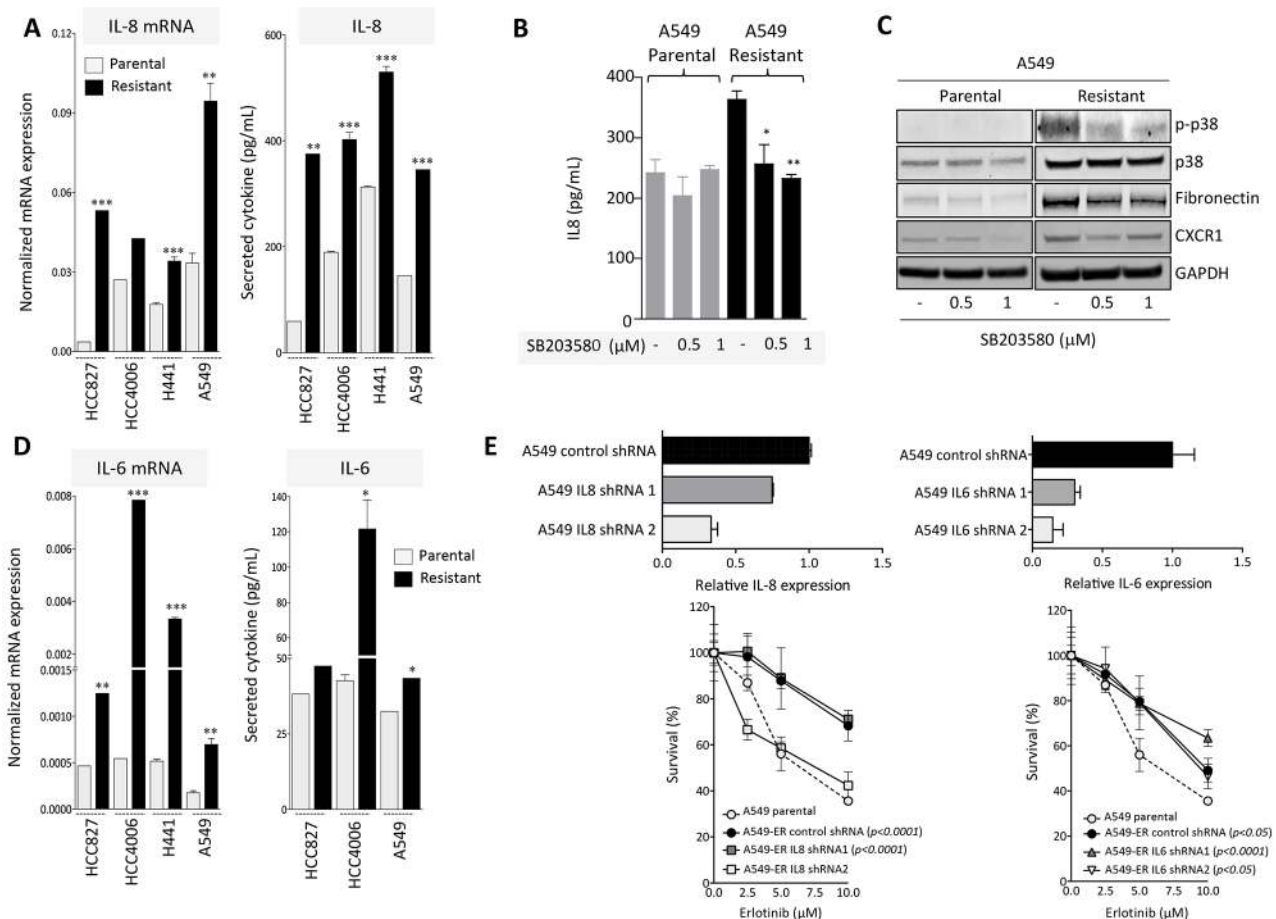 A
IL-8 mRNA
Normalized mRNA expression
0.12
0.09
0.06
0.03
0.00
Parental
Resistant
***
***
**
HCC827
HCC4006
H441
A549
IL-8
Secreted cytokine (pg/mL)
600
400
200
0
**
***
***
***
HCC827
HCC4006
H441
A549
B
A549 Parental
A549 Resistant
IL8 (pg/mL)
400
300
200
100
0
*
**
SB203580 (μM) - 0.5 1 - 0.5 1
C
A549
Parental Resistant
p-p38
p38
Fibronectin
CXCR1
GAPDH
- 0.5 1 - 0.5 1
SB203580 (μM)
D
IL-6 mRNA
Normalized mRNA expression
0.008
0.006
0.004
0.002
0.0015
0.0010
0.0005
0.0000
**
***
***
**
HCC827
HCC4006
H441
A549
IL-6
Secreted cytokine (pg/mL)
140
120
100
80
60
50
25
0
*
*
Parental
Resistant
HCC827
HCC4006
A549
E
A549 control shRNA
A549 IL8 shRNA 1
A549 IL8 shRNA 2
0.0 0.5 1.0 1.5
Relative IL-8 expression
A549 control shRNA
A549 IL6 shRNA 1
A549 IL6 shRNA 2
0.0 0.5 1.0 1.5
Relative IL-6 expression
Survival (%)
120
100
80
60
40
20
0
A549 parental
A549-ER control shRNA (p<0.0001)
A549-ER IL8 shRNA1 (p<0.0001)
A549-ER IL8 shRNA2
0.0 2.5 5.0 7.5 10.0
Erlotinib (μM)
Survival (%)
120
100
80
60
40
20
0
A549 parental
A549-ER control shRNA (p<0.05)
A549-ER IL6 shRNA1 (p<0.0001)
A549-ER IL6 shRNA2 (p<0.05)
0.0 2.5 5.0 7.5 10.0
Erlotinib (μM)